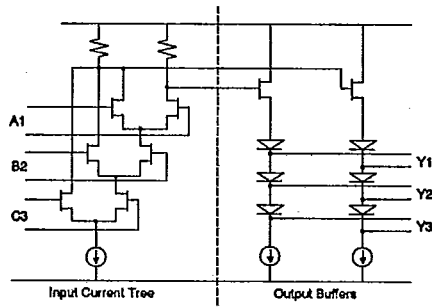 A1
B2
C3
Y1
Y2
Y3
Input Current Tree
Output Buffers